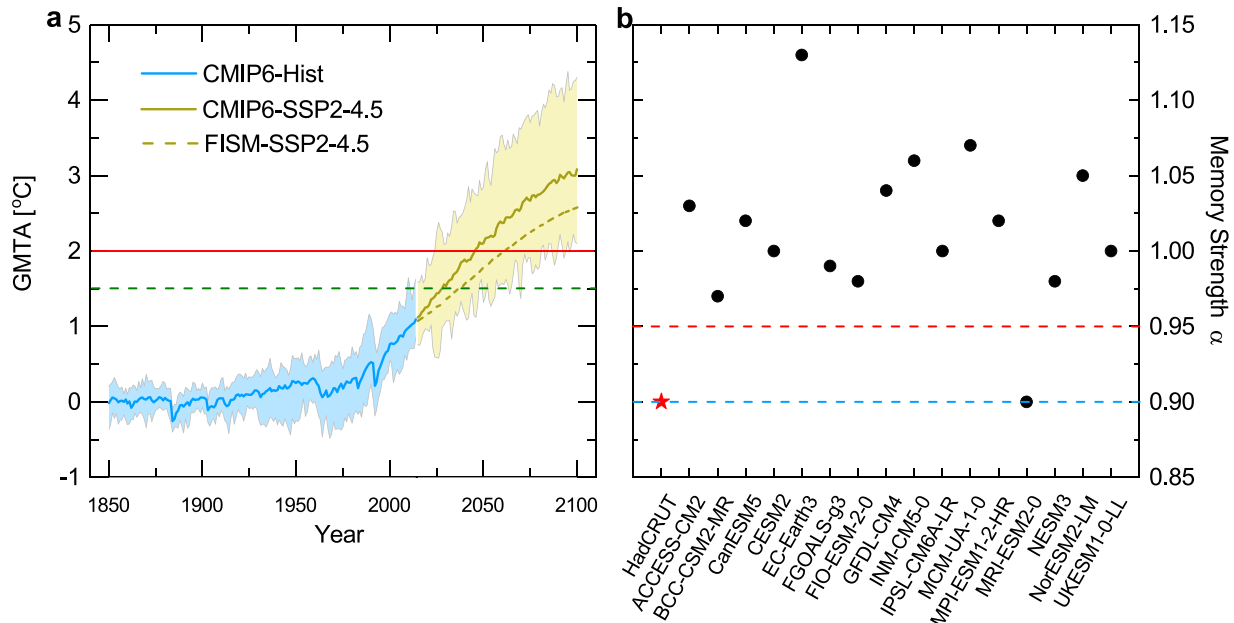 a
5
4
3
2
1
0
-1
GMTA [°C]
CMIP6-Hist
CMIP6-SSP2-4.5
FISM-SSP2-4.5
1850
1900
1950
2000
2050
2100
Year
b
1.15
1.10
1.05
1.00
0.95
0.90
0.85
Memory Strength α
HadCRUT
ACCESS-CM2
BCC-CSM2-MR
CanESM5
CESM2
EC-Earth3
FGOALS-g3
FIO-ESM-2-0
GFDL-CM4
INM-CM5-0
IPSL-CM6A-LR
MCM-UA-1-0
MPI-ESM1-2-HR
MRI-ESM2-0
NESM3
NorESM2-LM
UKESM1-0-LL